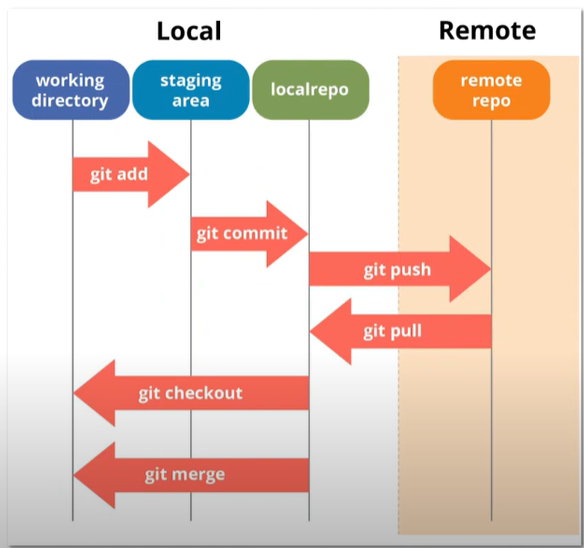 Local
Remote
working
directory
staging
area
localrepo
remote
repo
git add
git commit
git push
git pull
git checkout
git merge